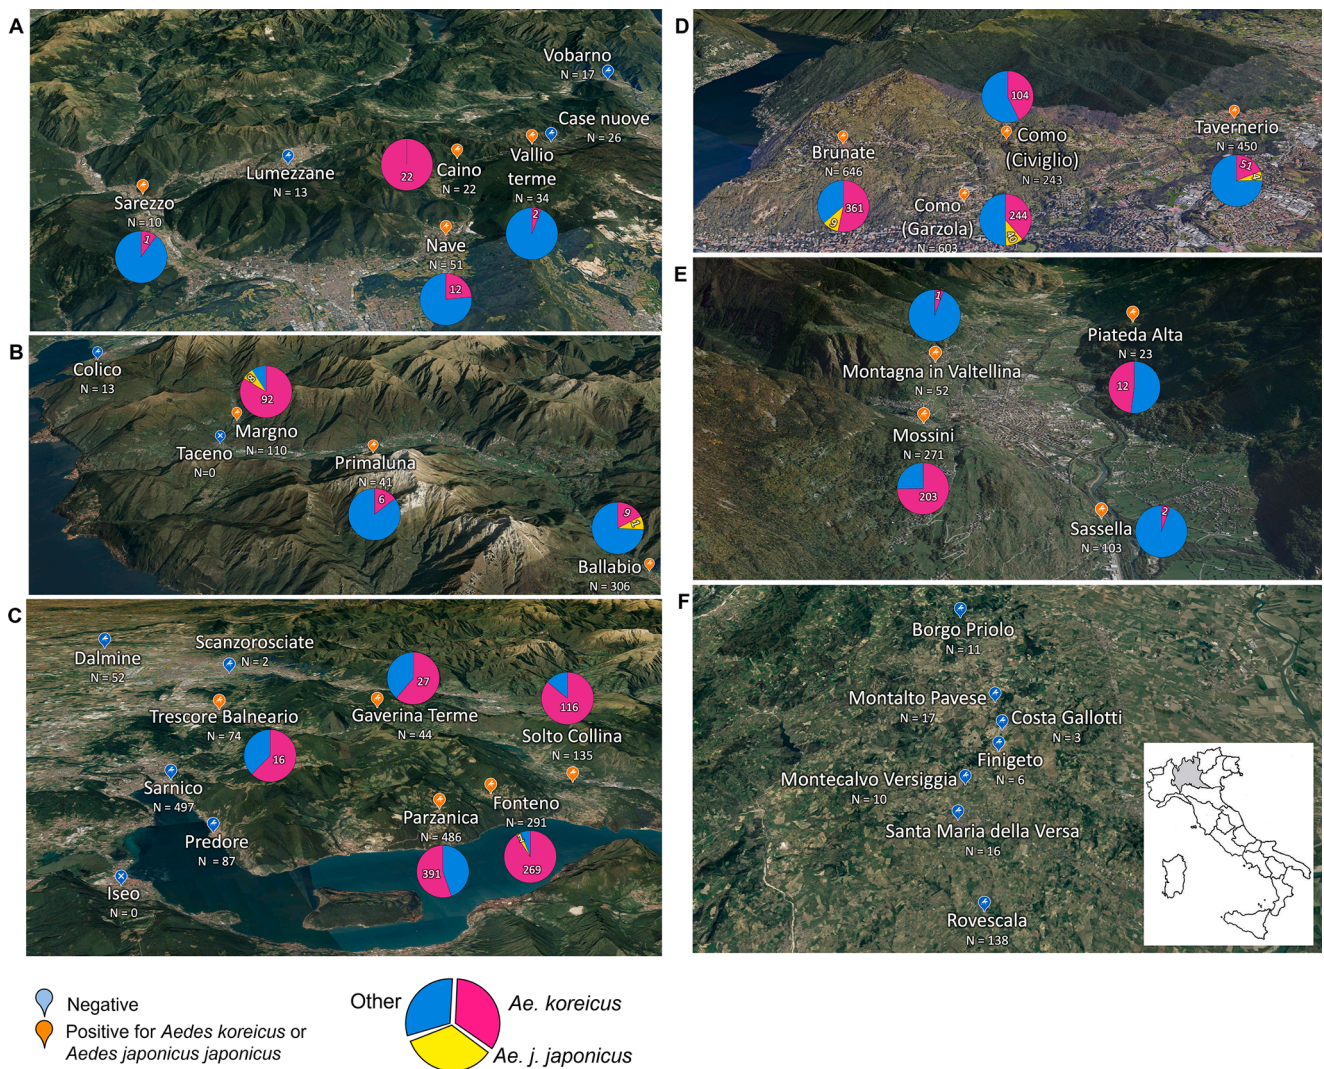 A
Vobarno
N = 17
Case nuove
N = 26
Vallio
terme
N = 34
2
Lumezzane
N = 13
22
Caino
N = 22
Sarezzo
N = 10
1
Nave
N = 51
12
B
Colico
N = 13
8
92
Margno
N = 110
Taceno
N=0
Primaluna
N = 41
6
9
Ballabio
N = 306
C
Dalmine
N = 52
Scanzorosciate
N = 2
27
Gaverina Terme
N = 44
116
Solto Collina
N = 135
Trescore Balneario
N = 74
16
Sarnico
N = 497
Predore
N = 87
Iseo
N = 0
Parzanica
N = 486
391
Fonteno
N = 291
269
D
104
Como
(Civiglio)
N = 243
Tavernerio
N = 450
51
Brunate
N = 646
361
9
Como
(Garzola)
N = 603
244
40
E
1
Montagna in Valtellina
N = 52
Piateda Alta
N = 23
12
Mossini
N = 271
203
Sassella
N = 103
2
F
Borgo Priolo
N = 11
Montalto Pavese
N = 17
Costa Gallotti
N = 3
Finigeto
N = 6
Montecalvo Versiggia
N = 10
Santa Maria della Versa
N = 16
Rovescala
N = 138
Negative
Positive for Aedes koreicus or
Aedes japonicus japonicus
Other
Ae. koreicus
Ae. j. japonicus